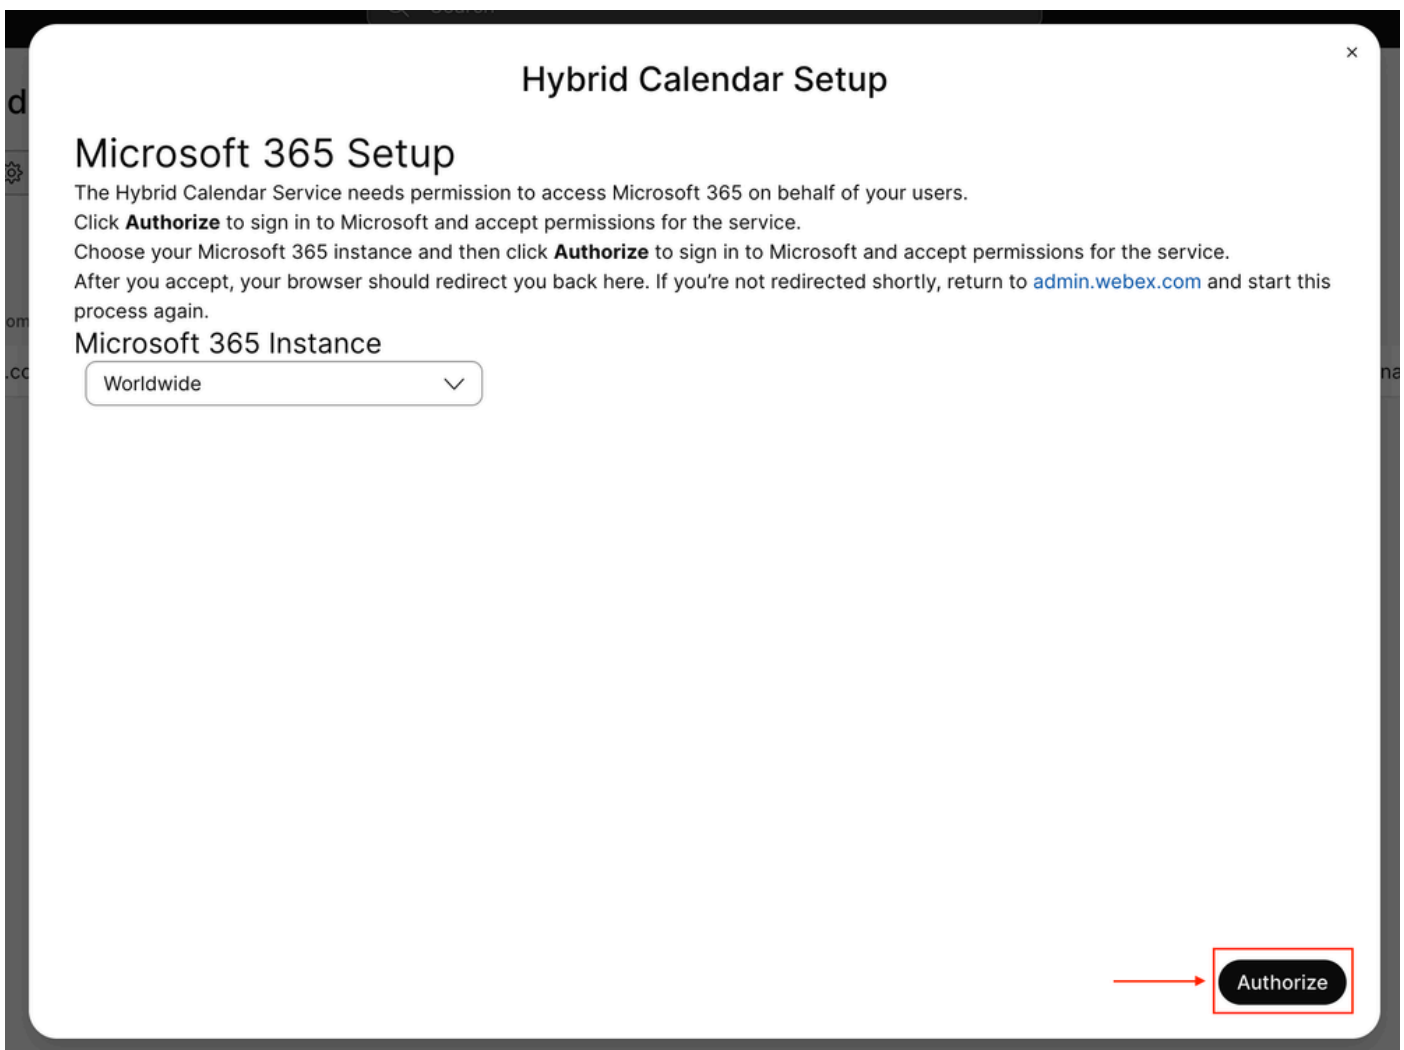 Hybrid Calendar Setup
Microsoft 365 Setup
The Hybrid Calendar Service needs permission to access Microsoft 365 on behalf of your users.
Click Authorize to sign in to Microsoft and accept permissions for the service.
Choose your Microsoft 365 instance and then click Authorize to sign in to Microsoft and accept permissions for the service.
After you accept, your browser should redirect you back here. If you're not redirected shortly, return to admin.webex.com and start this
process again.
Microsoft 365 Instance
Worldwide
Authorize